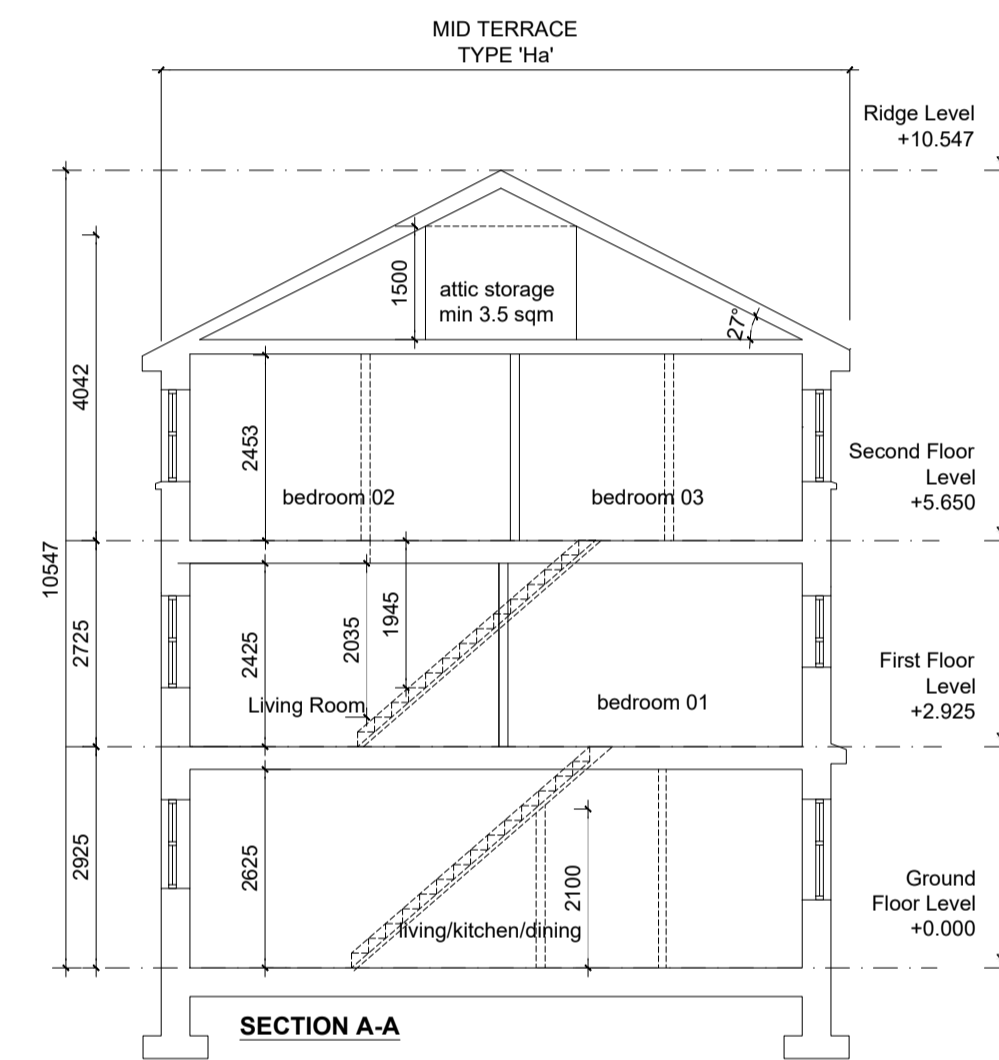 MID TERRACE
TYPE 'Ha'
Ridge Level
+10.547
1500
attic storage
min 3.5 sqm
27°
4042
2453
Second Floor
Level
+5.650
bedroom 02
bedroom 03
10547
2725
2425
2035
1945
First Floor
Level
+2.925
Living Room
bedroom 01
2925
2625
2100
Ground
Floor Level
+0.000
living/kitchen/dining
SECTION A-A